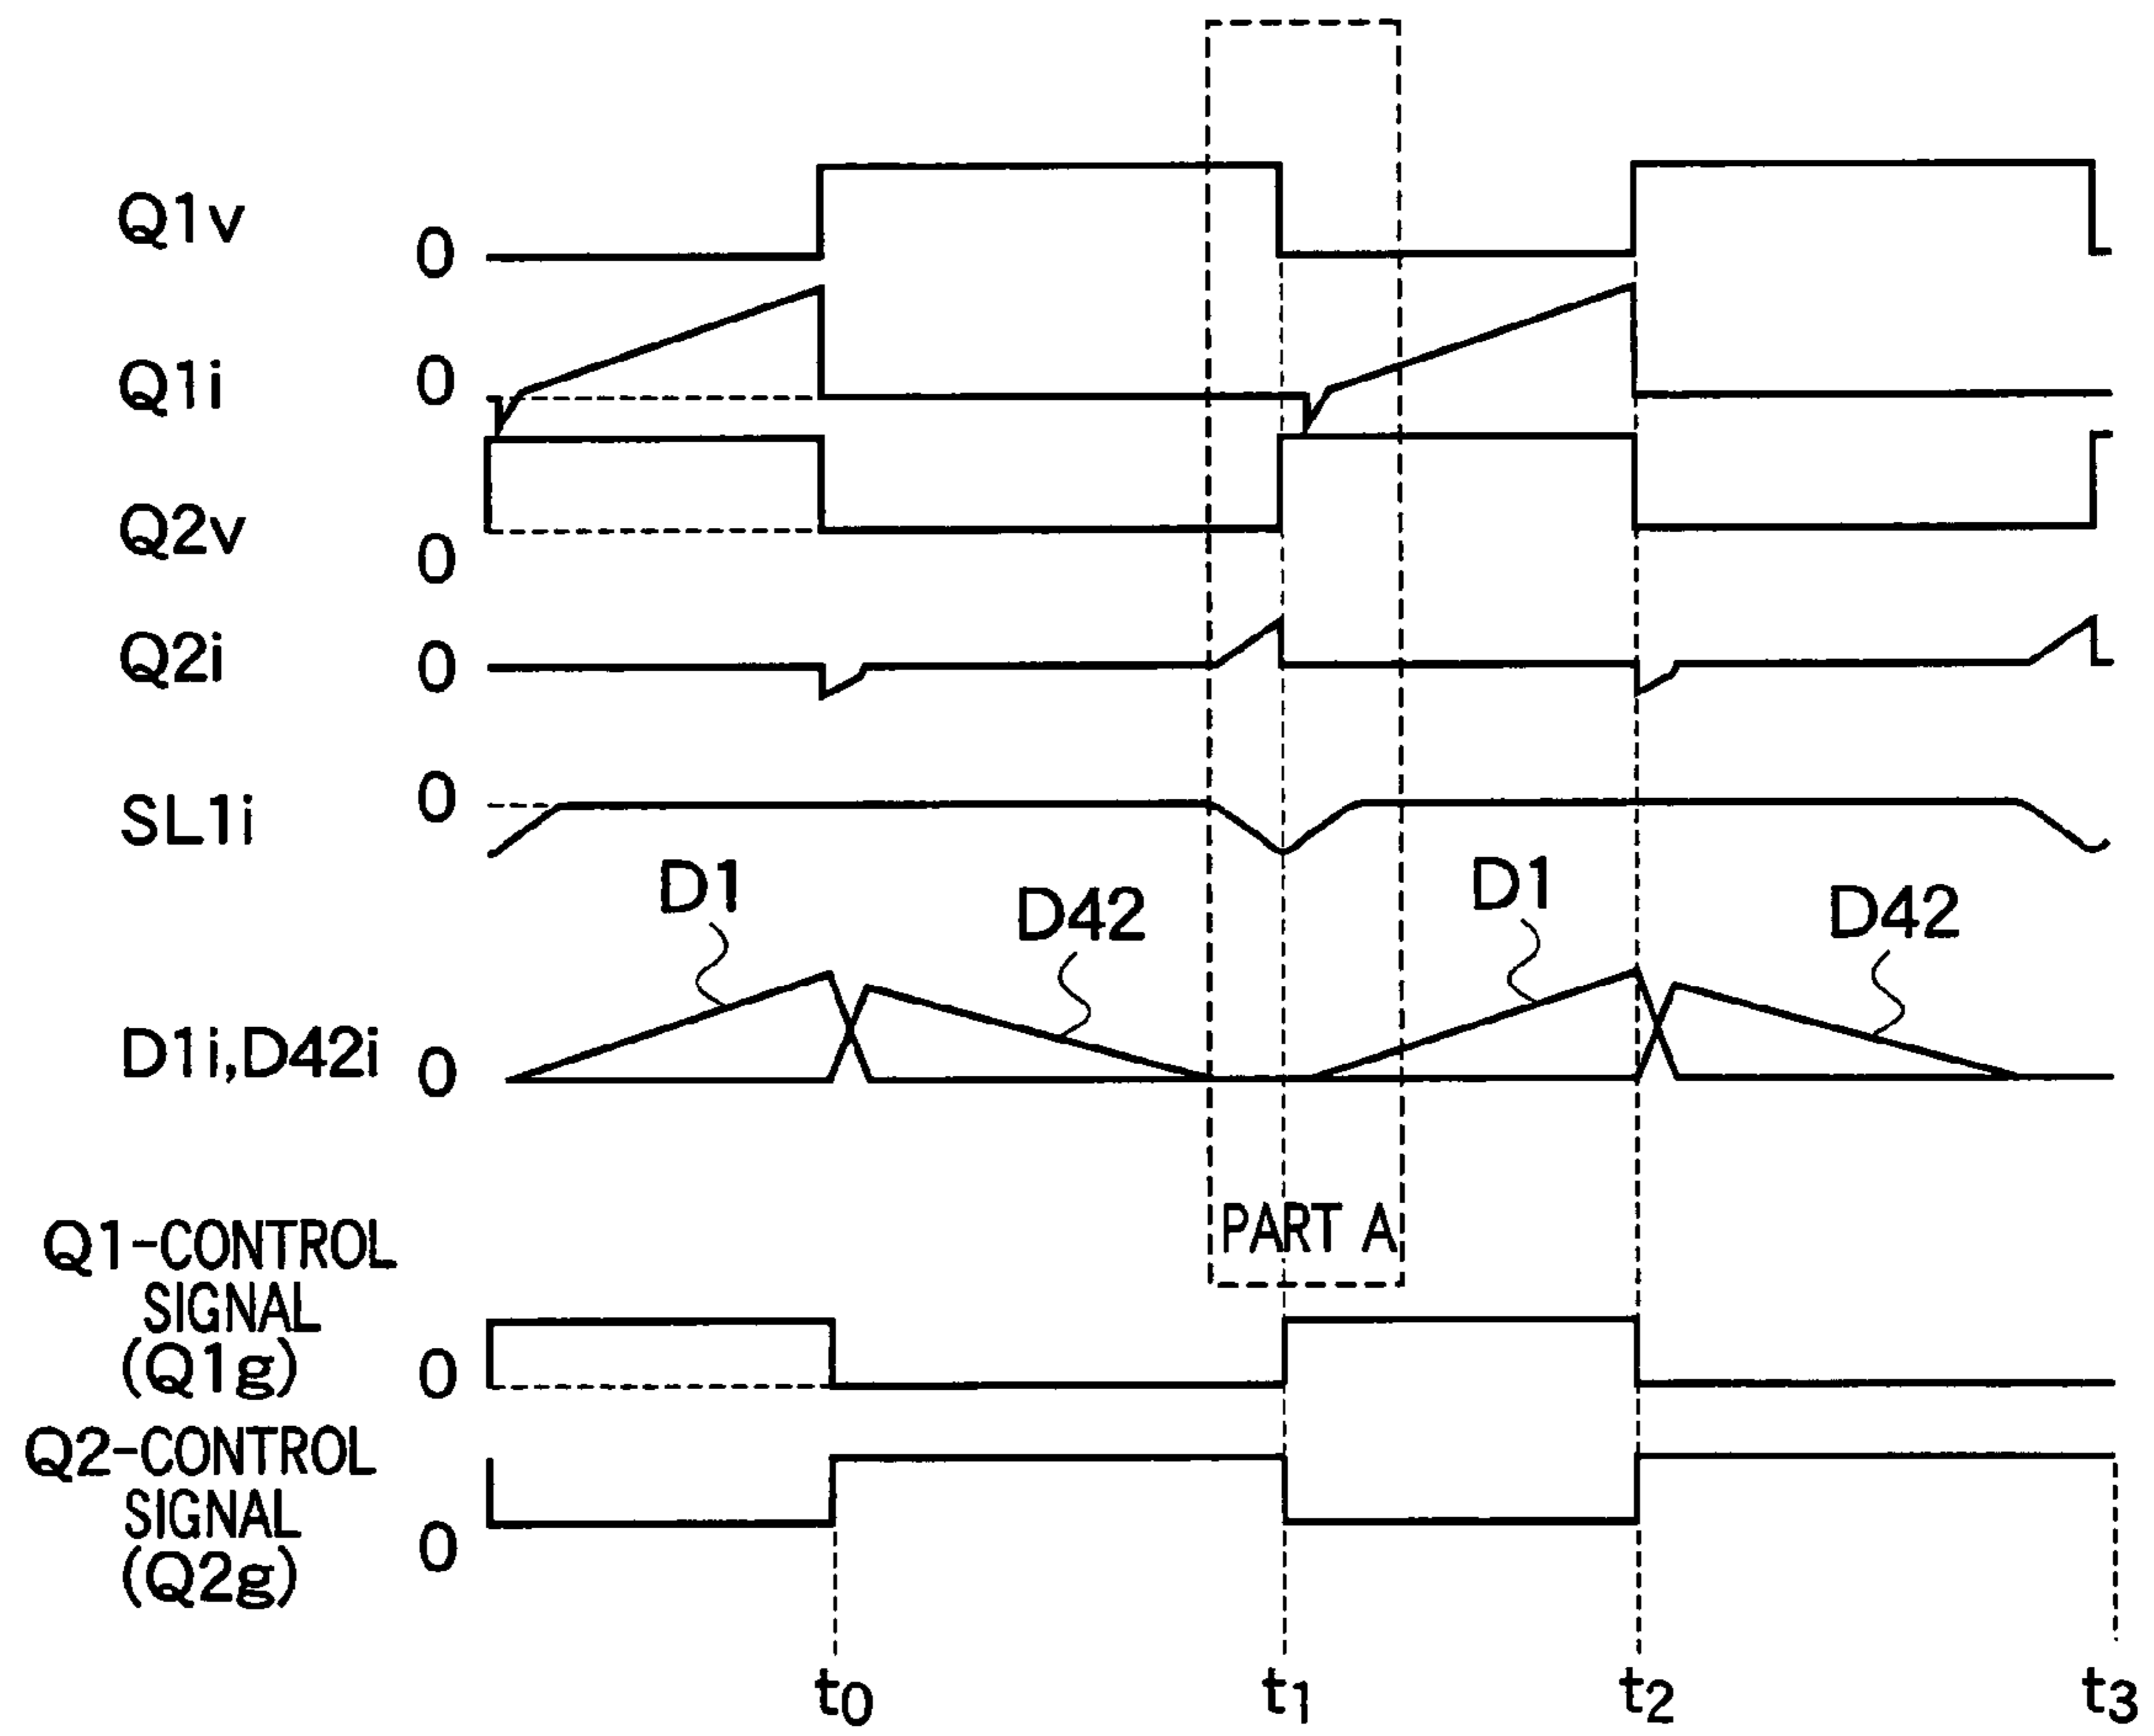 Q1v
0
Q1i
0
Q2v
0
Q2i
0
SL1i
0
D1
D42
D1
D42
D1i,D42i
0
PART A
Q1-CONTROL
SIGNAL
(Q1g)
0
Q2-CONTROL
SIGNAL
(Q2g)
0
t0
t1
t2
t3